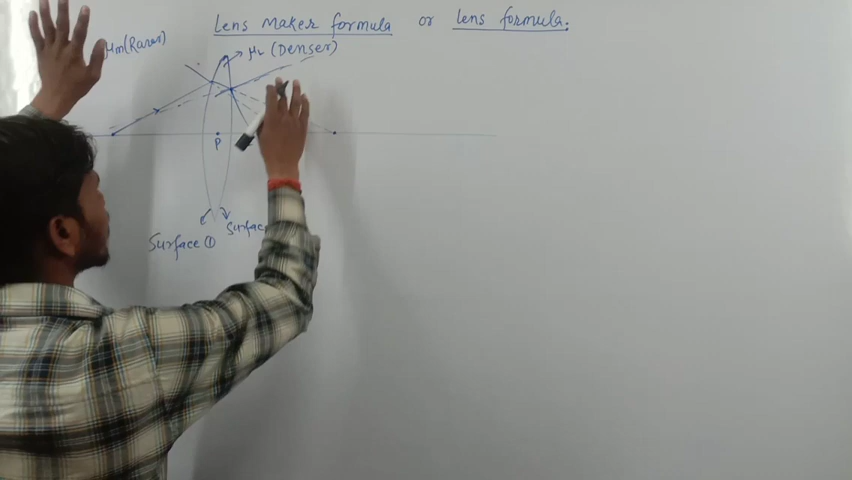 Lens Maker formula or lens formula:
μm (Rarer)
μL (Denser)
P
Surface ①